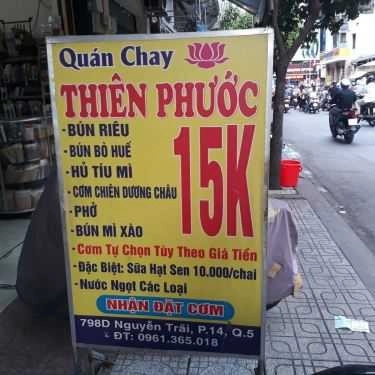 Quán Chay
THIÊN PHƯỚC
- BÚN RIÊU
- BÚN BÒ HUẾ
- HỦ TÍU MÌ
- CƠM CHIÊN DƯƠNG CHÂU
- PHỞ
- BÚN MÌ XÀO
15K
- Cơm Tự Chọn Tùy Theo Giá Tiền
- Đặc Biệt: Sữa Hạt Sen 10.000/chai
- Nước Ngọt Các Loại
NHẬN ĐẶT CƠM
798D Nguyễn Trãi, P.14, Q.5
ĐT: 0961.365.018